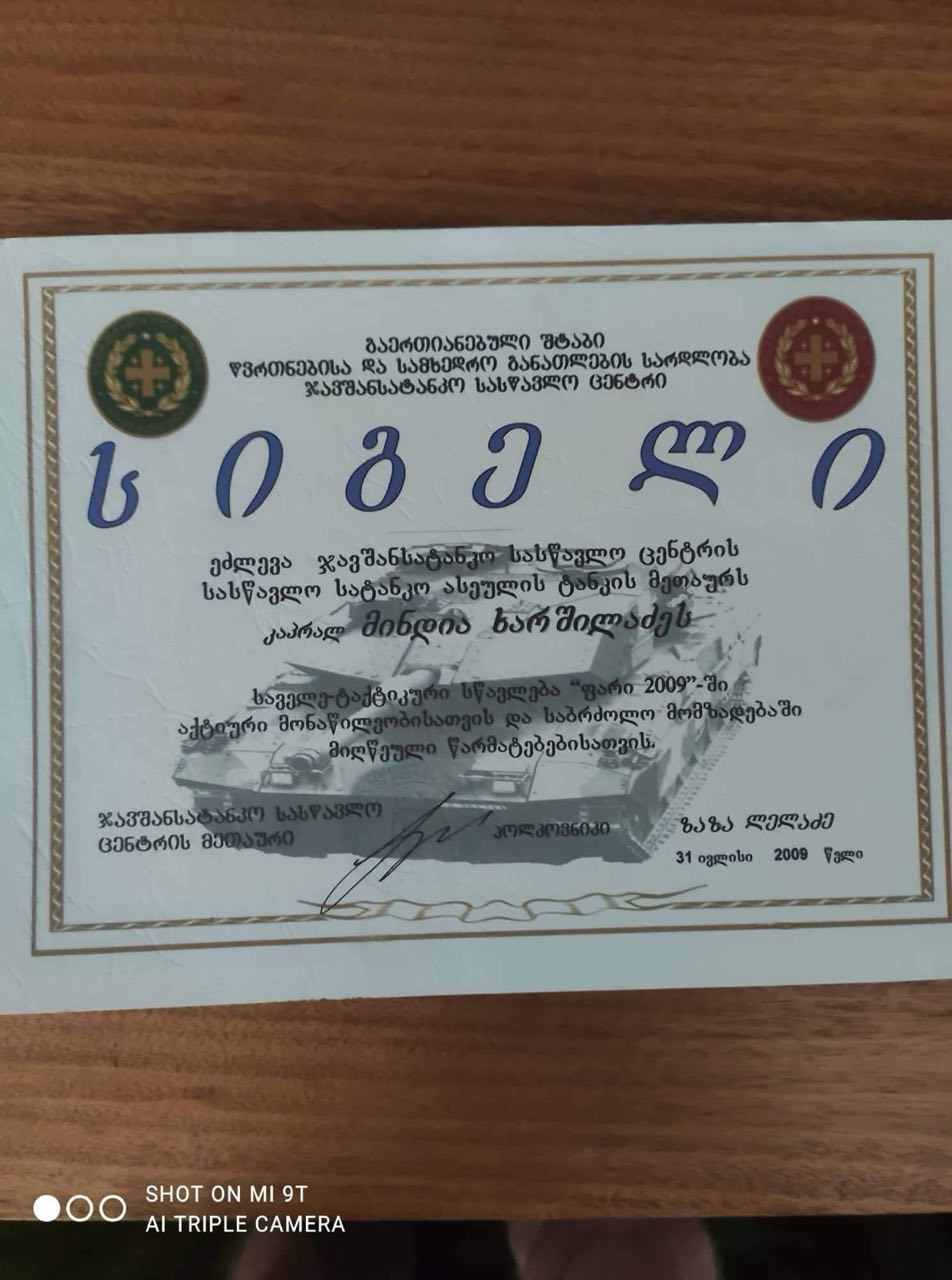 გაერთიანებული შტაბი
წვრთნებისა და სამხედრო განათლების სარდლობა
ჯავშანსატანკო სასწავლო ცენტრი
სიგელი
ეძლევა ჯავშანსატანკო სასწავლო ცენტრის
სასწავლო სატანკო ასეულის ტანკის მეთაურს
კაპრალ მინდია ხარშილაძეს
საველე-ტაქტიკური სწავლება “ფარი 2009”-ში
აქტიური მონაწილეობისათვის და საბრძოლო მომზადებაში
მიღწეული წარმატებებისათვის.
ჯავშანსატანკო სასწავლო
ცენტრის მეთაური
პოლკოვნიკი
ზაზა ლელაძე
31 ივლისი 2009 წელი
SHOT ON MI 9T
AI TRIPLE CAMERA